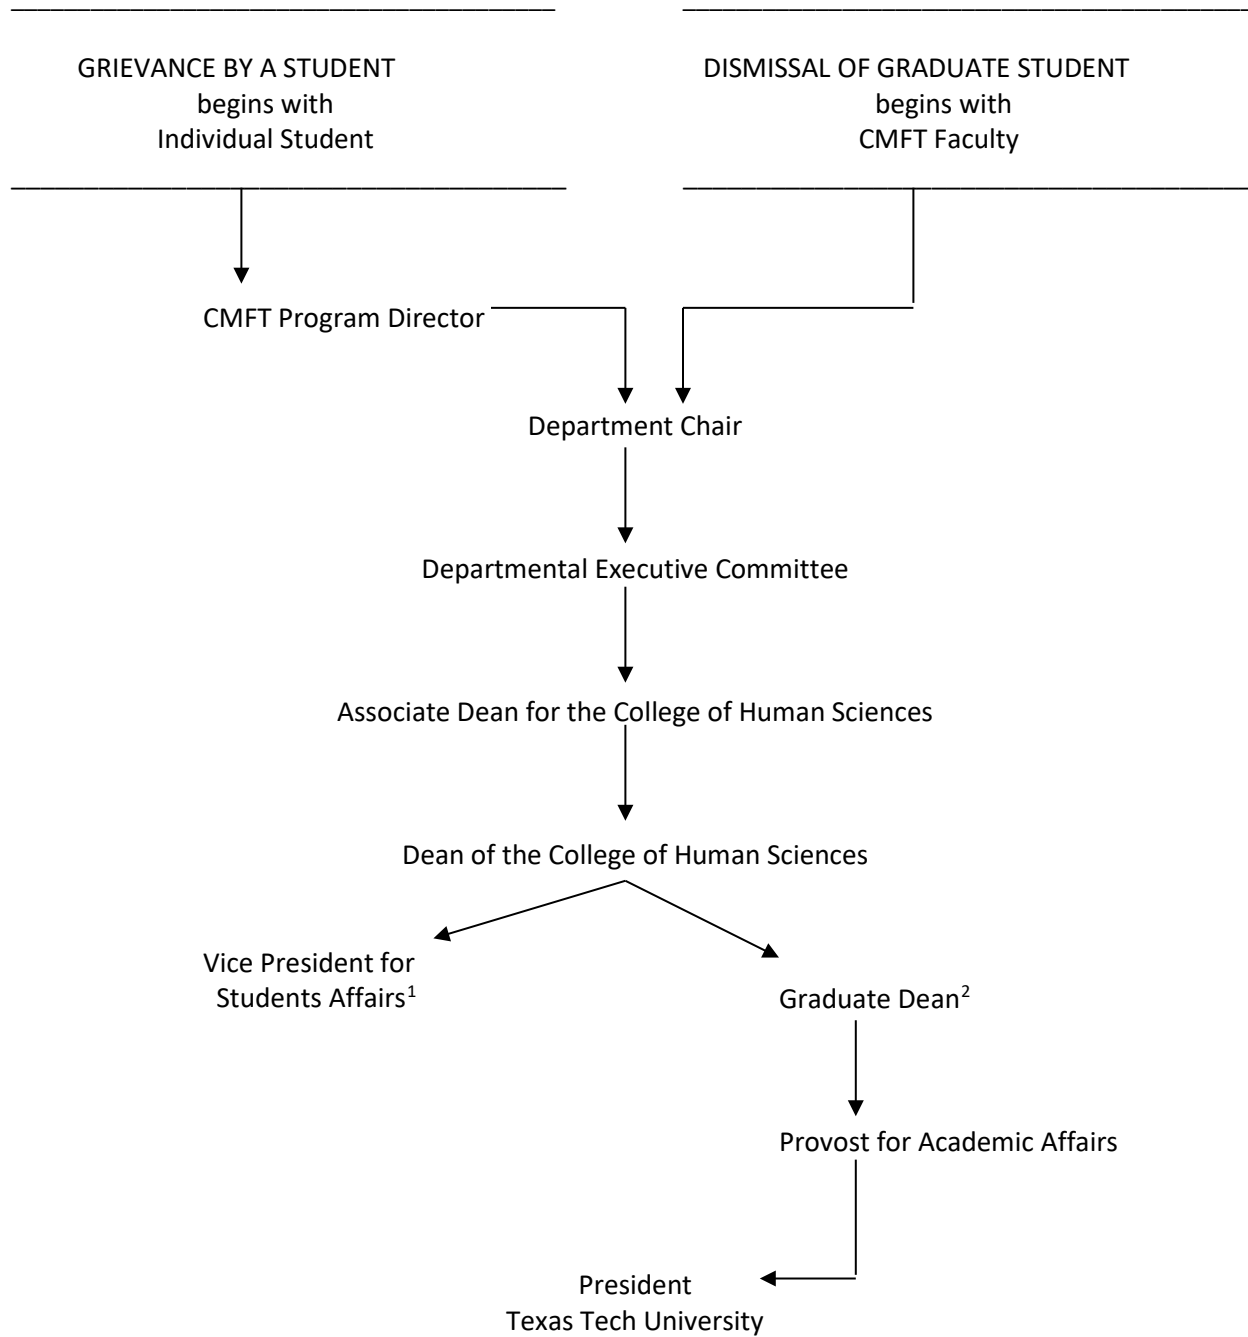 GRIEVANCE BY A STUDENT
begins with
Individual Student
DISMISSAL OF GRADUATE STUDENT
begins with
CMFT Faculty
CMFT Program Director
Department Chair
Departmental Executive Committee
Associate Dean for the College of Human Sciences
Dean of the College of Human Sciences
Vice President for
Students Affairs¹
Graduate Dean²
Provost for Academic Affairs
President
Texas Tech University